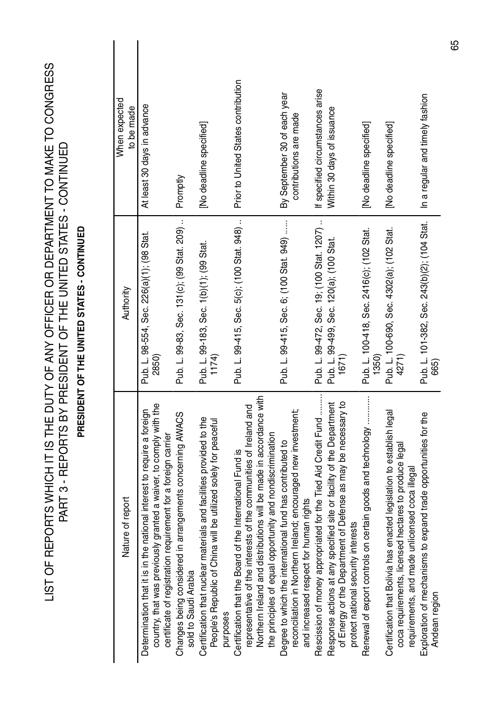 LIST OF REPORTS WHICH IT IS THE DUTY OF ANY OFFICER OR DEPARTMENT TO MAKE TO CONGRESS
PART 3 - REPORTS BY PRESIDENT OF THE UNITED STATES - CONTINUED
PRESIDENT OF THE UNITED STATES - CONTINUED
Nature of report Authority When expected
to be made
Determination that it is in the national interest to require a foreign Pub. L. 98-554, Sec. 226(a)(1); (98 Stat. At least 30 days in advance
country, that was previously granted a waiver, to comply with the 2850)
certificate of registration requirement for a foreign carrier
Changes being considered in arrangements concerning AWACS Pub. L. 99-83, Sec. 131(c); (99 Stat. 209) .. Promptly
sold to Saudi Arabia
Certification that nuclear materials and facilities provided to the Pub. L. 99-183, Sec. 1(b)(1); (99 Stat. [No deadline specified]
People's Republic of China will be utilized solely for peaceful 1174)
purposes
Certification that the Board of the International Fund is Pub. L. 99-415, Sec. 5(c); (100 Stat. 948) .. Prior to United States contribution
representative of the interests of the communities of Ireland and
Northern Ireland and distributions will be made in accordance with
the principles of equal opportunity and nondiscrimination
Degree to which the international fund has contributed to Pub. L. 99-415, Sec. 6; (100 Stat. 949) ...... By September 30 of each year
reconciliation in Northern Ireland; encouraged new investment; contributions are made
and increased respect for human rights
Rescission of money appropriated for the Tied Aid Credit Fund ........ Pub. L. 99-472, Sec. 19; (100 Stat. 1207) .. If specified circumstances arise
Response actions at any specified site or facility of the Department Pub. L. 99-499, Sec. 120(a); (100 Stat. Within 30 days of issuance
of Energy or the Department of Defense as may be necessary to 1671)
protect national security interests
Renewal of export controls on certain goods and technology ........... Pub. L. 100-418, Sec. 2416(c); (102 Stat. [No deadline specified]
1350)
Certification that Bolivia has enacted legislation to establish legal Pub. L. 100-690, Sec. 4302(a); (102 Stat. [No deadline specified]
coca requirements, licensed hectares to produce legal 4271)
requirements, and made unlicensed coca illegal
Exploration of mechanisms to expand trade opportunities for the Pub. L. 101-382, Sec. 243(b)(2); (104 Stat. In a regular and timely fashion
Andean region 665)
65